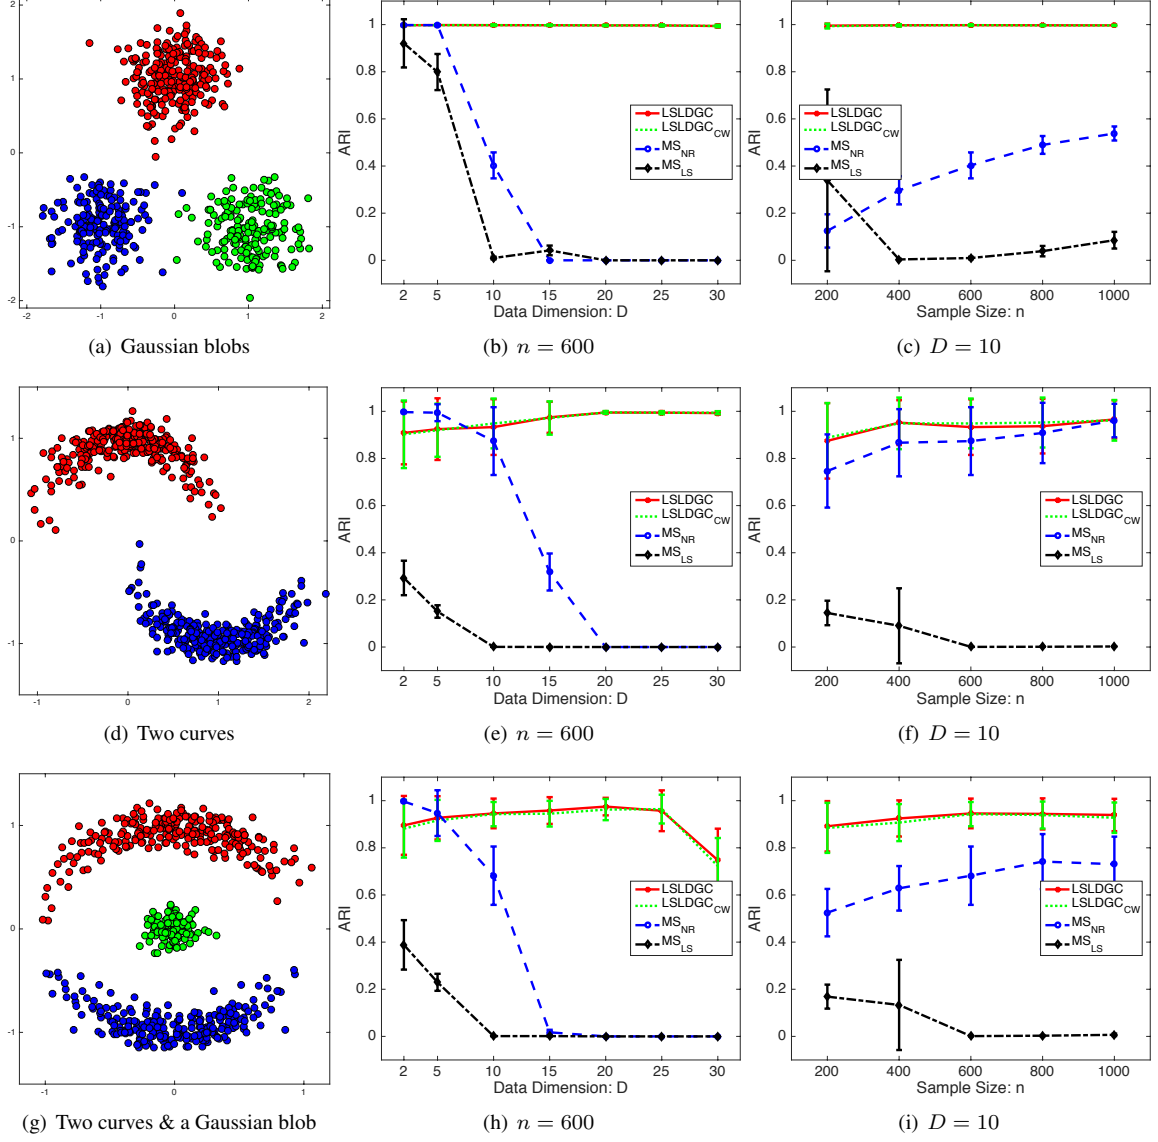 2
1
0
-1
-2
-2
-1
0
1
2
(a) Gaussian blobs
ARI
1
0.8
0.6
0.4
0.2
0
LSLDGC
LSLDGC_CW
MS_NR
MS_LS
2 5 10 15 20 25 30
Data Dimension: D
(b) n = 600
ARI
1
0.8
0.6
0.4
0.2
0
LSLDGC
LSLDGC_CW
MS_NR
MS_LS
200 400 600 800 1000
Sample Size: n
(c) D = 10
1
0
-1
-1 0 1 2
(d) Two curves
ARI
1
0.8
0.6
0.4
0.2
0
LSLDGC
LSLDGC_CW
MS_NR
MS_LS
2 5 10 15 20 25 30
Data Dimension: D
(e) n = 600
ARI
1
0.8
0.6
0.4
0.2
0
LSLDGC
LSLDGC_CW
MS_NR
MS_LS
200 400 600 800 1000
Sample Size: n
(f) D = 10
1
0
-1
-1 0 1
(g) Two curves & a Gaussian blob
ARI
1
0.8
0.6
0.4
0.2
0
LSLDGC
LSLDGC_CW
MS_NR
MS_LS
2 5 10 15 20 25 30
Data Dimension: D
(h) n = 600
ARI
1
0.8
0.6
0.4
0.2
0
LSLDGC
LSLDGC_CW
MS_NR
MS_LS
200 400 600 800 1000
Sample Size: n
(i) D = 10